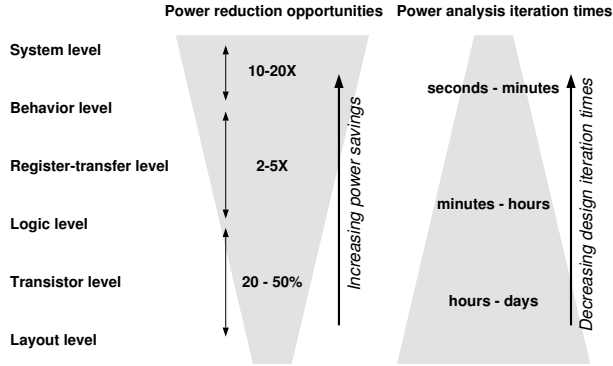 Power reduction opportunities
Power analysis iteration times
System level
10-20X
seconds - minutes
Behavior level
Register-transfer level
2-5X
minutes - hours
Logic level
Transistor level
20 - 50%
hours - days
Layout level
Increasing power savings
Decreasing design iteration times